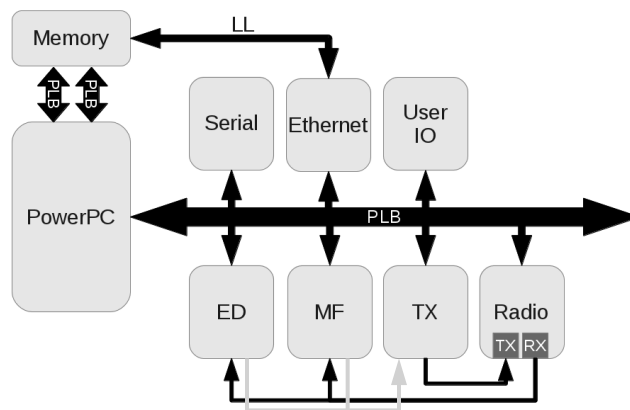 LL
Memory
PLB
PLB
Serial
Ethernet
User
IO
PowerPC
PLB
ED
MF
TX
Radio
TX
RX